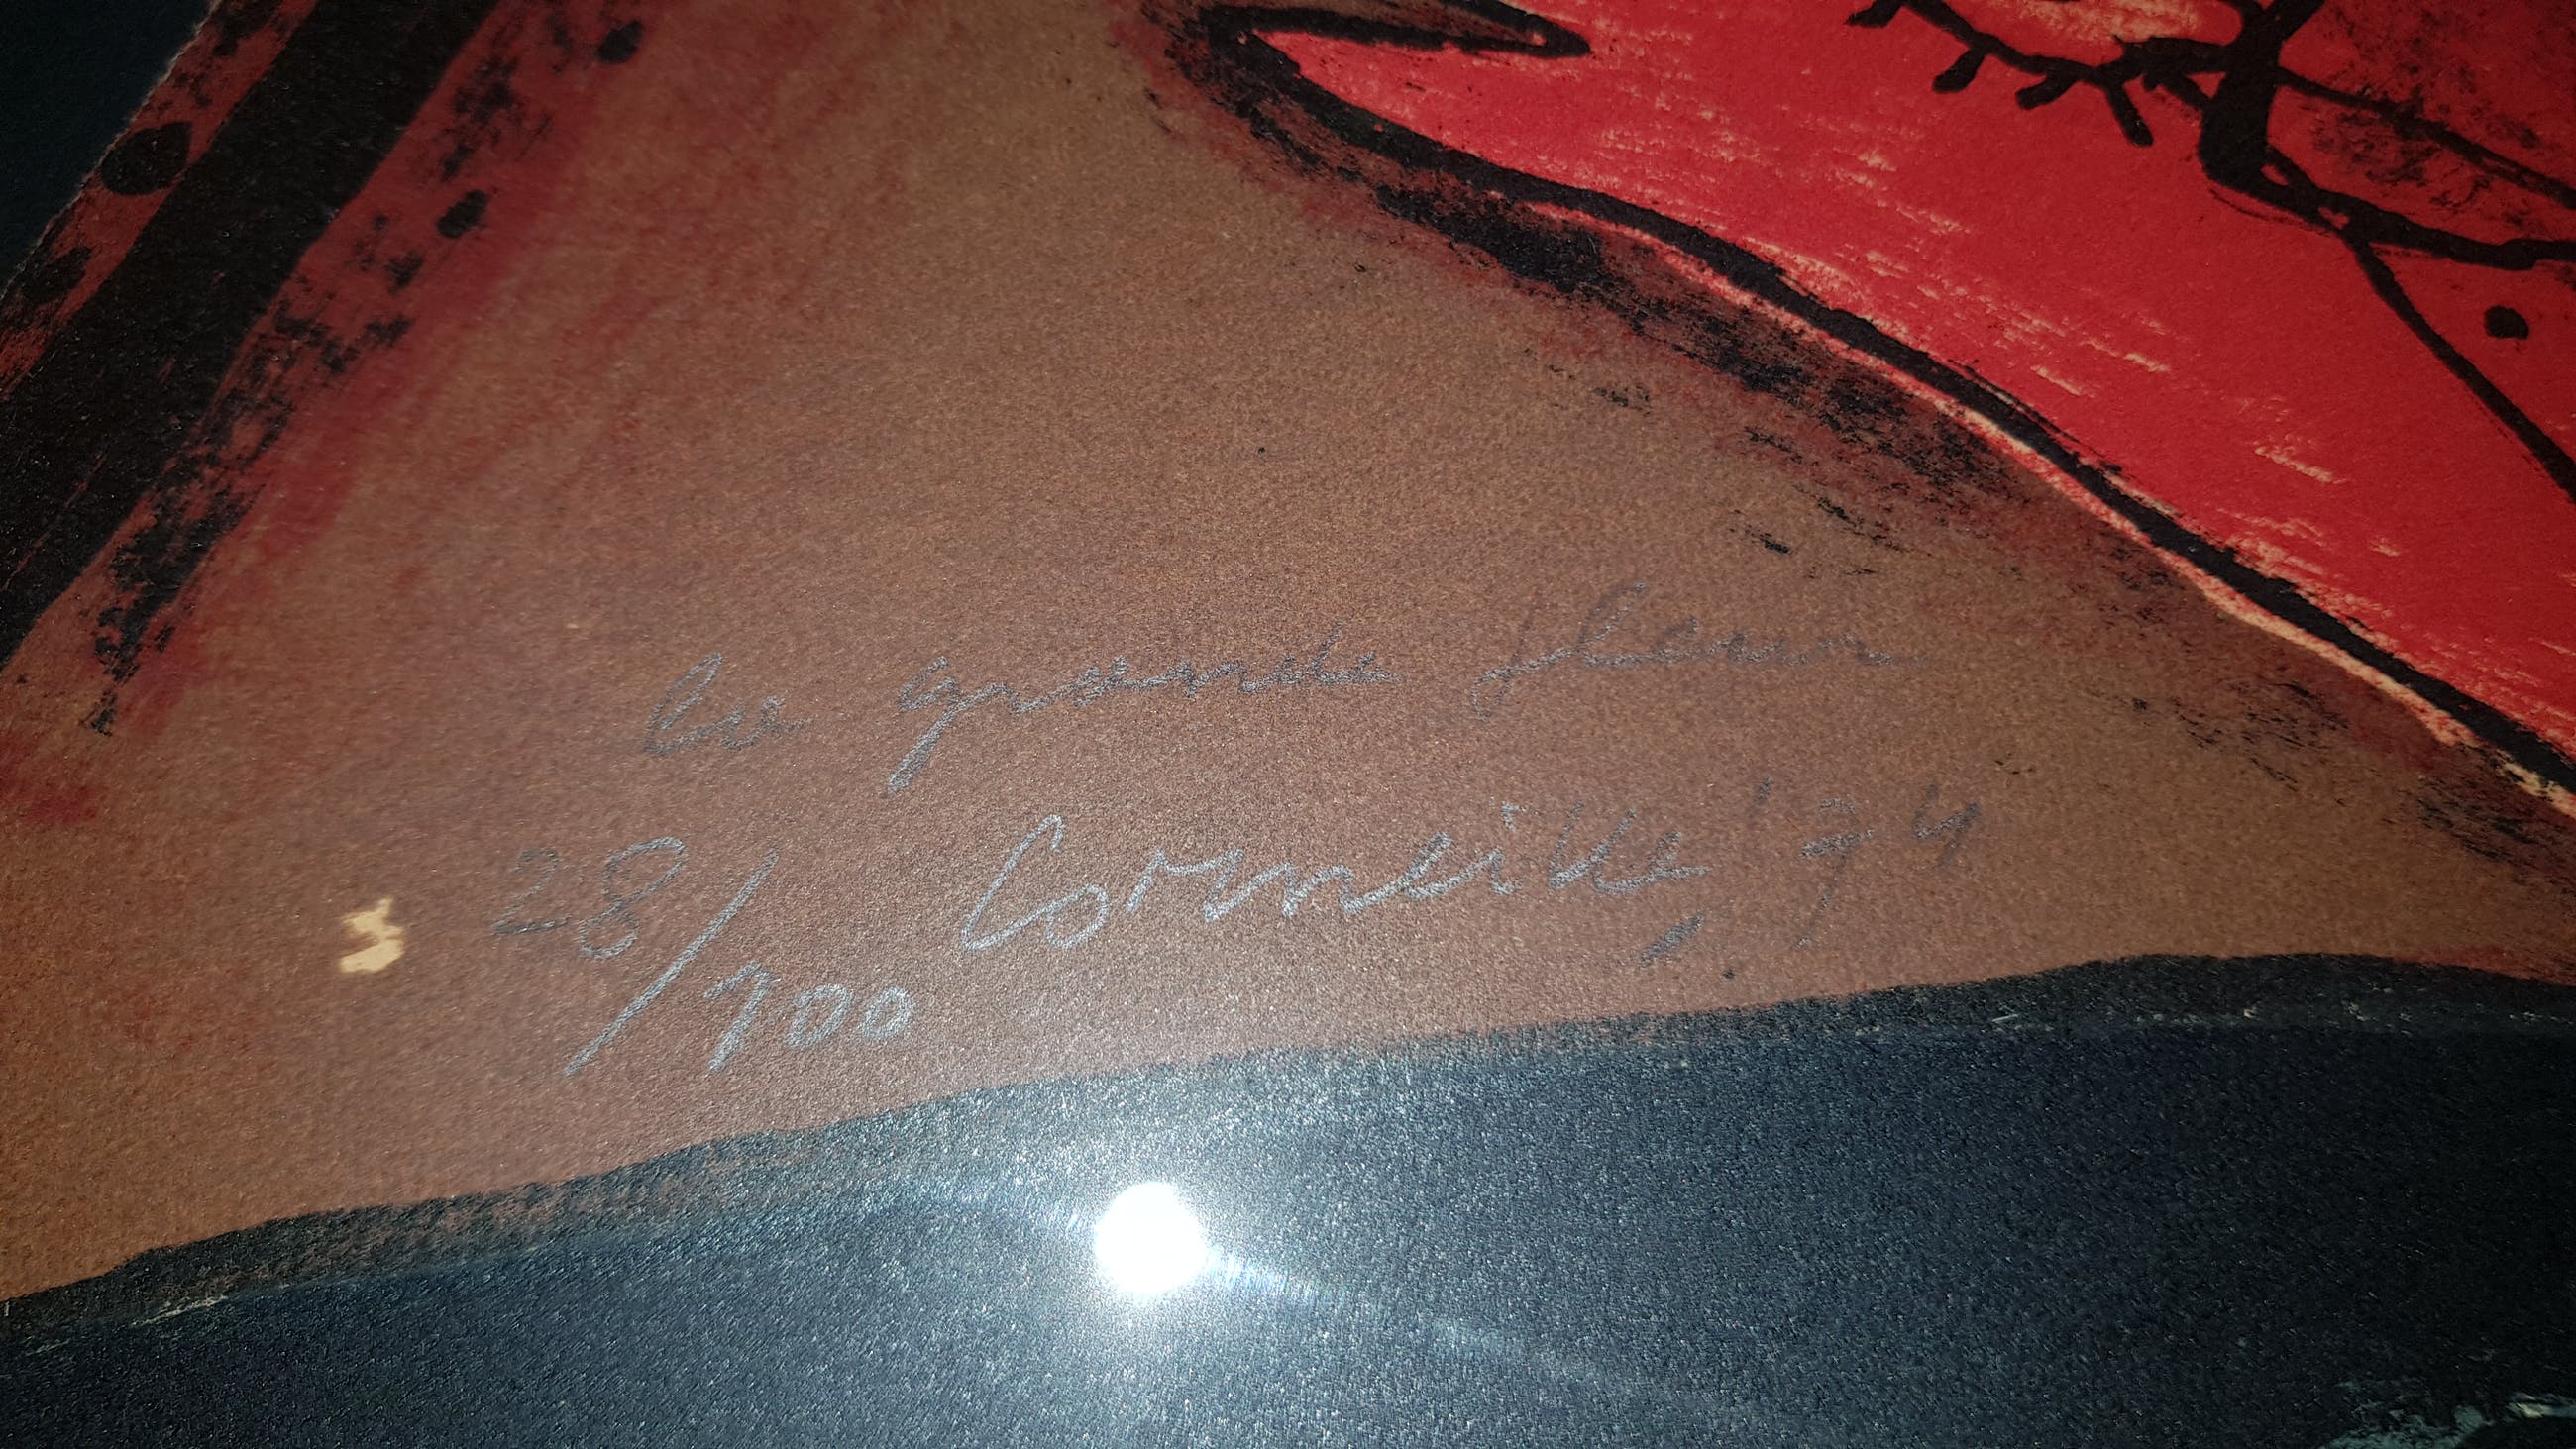 la grande fleur
28/100 Corneille '74